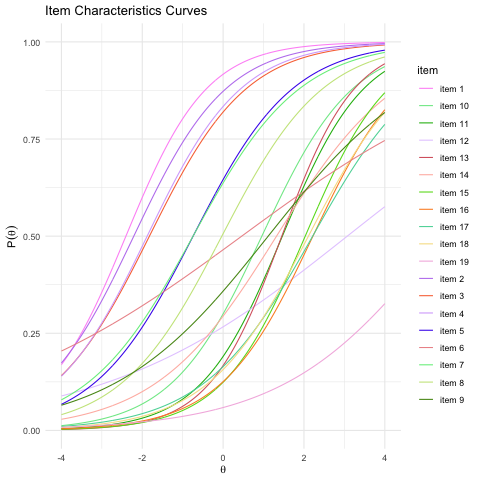 Item Characteristics Curves
1.00
0.75
0.50
0.25
0.00
P(θ)
-4
-2
0
2
4
θ
item
item 1
item 10
item 11
item 12
item 13
item 14
item 15
item 16
item 17
item 18
item 19
item 2
item 3
item 4
item 5
item 6
item 7
item 8
item 9